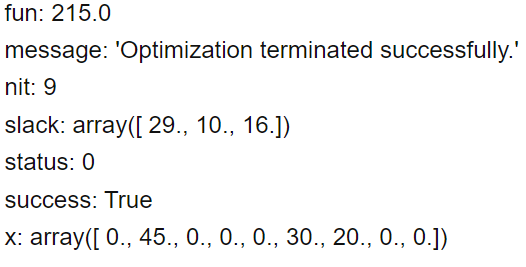 fun: 215.0
message: 'Optimization terminated successfully.'
nit: 9
slack: array([ 29., 10., 16.])
status: 0
success: True
x: array([ 0., 45., 0., 0., 0., 30., 20., 0., 0.])